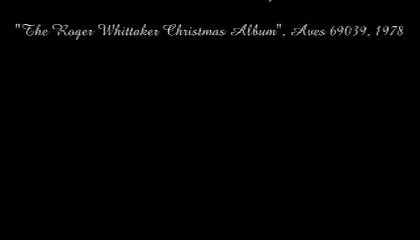 "The Roger Whittaker Christmas Album", Aves 69039, 1978